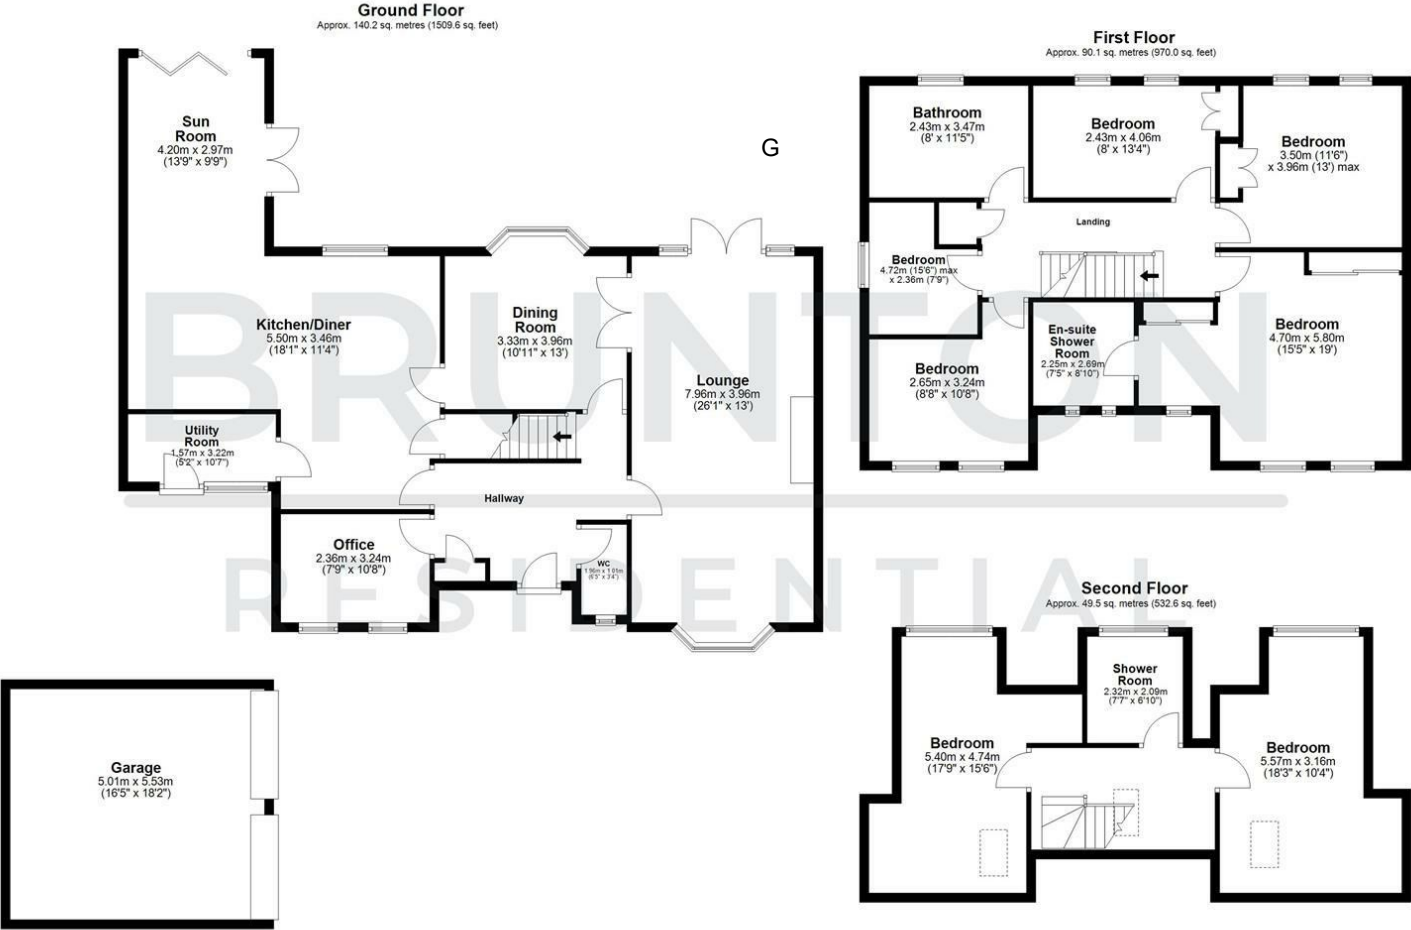 Ground Floor
Approx. 140.2 sq. metres (1509.6 sq. feet)
Sun
Room
4.20m x 2.97m
(13'9" x 9'9")
G
Kitchen/Diner
5.50m x 3.46m
(18'1" x 11'4")
Dining
Room
3.33m x 3.96m
(10'11" x 13')
Lounge
7.96m x 3.96m
(26'1" x 13')
Utility
Room
1.57m x 3.22m
(5'2" x 10'7")
Hallway
Office
2.36m x 3.24m
(7'9" x 10'8")
WC
1.96m x 1.01m
(6'5" x 3'4")
Garage
5.01m x 5.53m
(16'5" x 18'2")
First Floor
Approx. 90.1 sq. metres (970.0 sq. feet)
Bathroom
2.43m x 3.47m
(8' x 11'5")
Bedroom
2.43m x 4.06m
(8' x 13'4")
Bedroom
3.50m (11'6")
x 3.96m (13') max
Landing
Bedroom
4.72m (15'6") max
x 2.36m (7'9")
En-suite
Shower
Room
2.25m x 2.69m
(7'5" x 8'10")
Bedroom
4.70m x 5.80m
(15'5" x 19')
Bedroom
2.65m x 3.24m
(8'8" x 10'8")
Second Floor
Approx. 49.5 sq. metres (532.6 sq. feet)
Shower
Room
2.32m x 2.09m
(7'7" x 6'10")
Bedroom
5.40m x 4.74m
(17'9" x 15'6")
Bedroom
5.57m x 3.16m
(18'3" x 10'4")
BRUNTON
RESIDENTIAL